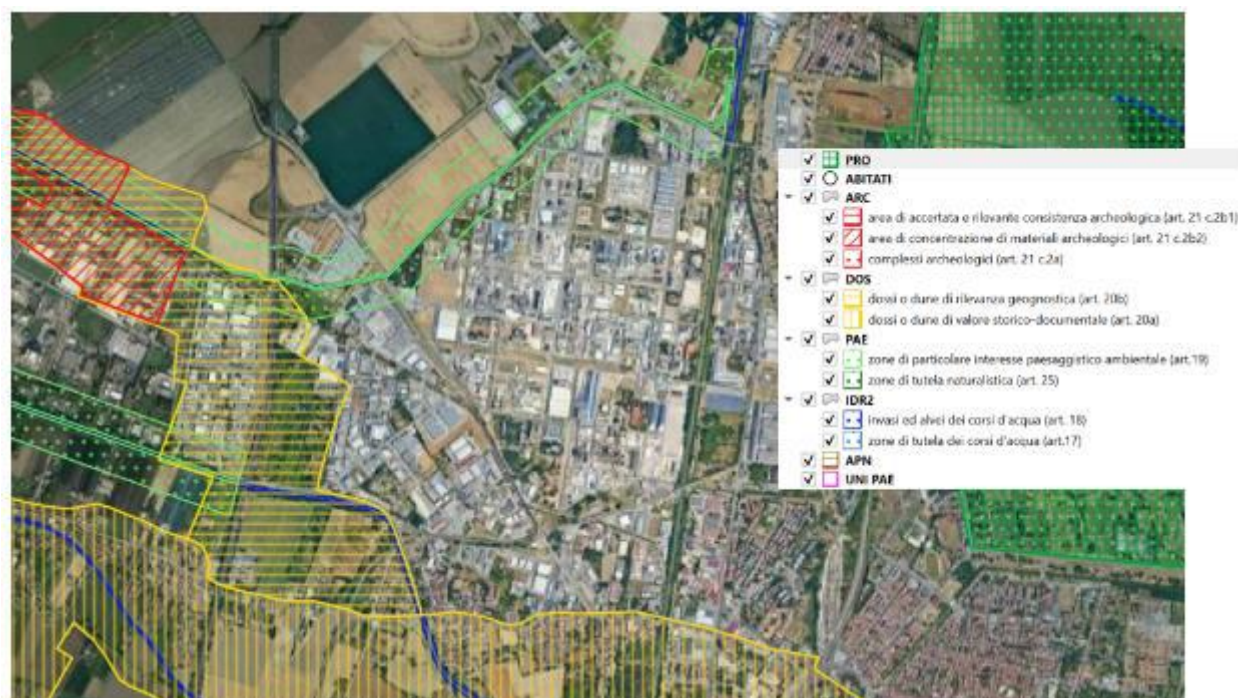 PRO
ABITATI
ARC
area di accertata e rilevante consistenza archeologica (art. 21 c.2b1)
area di concentrazione di materiali archeologici (art. 21 c.2b2)
complessi archeologici (art. 21 c.2a)
DOS
dossi o dune di rilevanza geognostica (art. 20b)
dossi o dune di valore storico-documentale (art. 20a)
PAE
zone di particolare interesse paesaggistico ambientale (art.19)
zone di tutela naturalistica (art. 25)
IDR2
invasi ed alvei dei corsi d'acqua (art. 18)
zone di tutela dei corsi d'acqua (art.17)
APN
UNI PAE